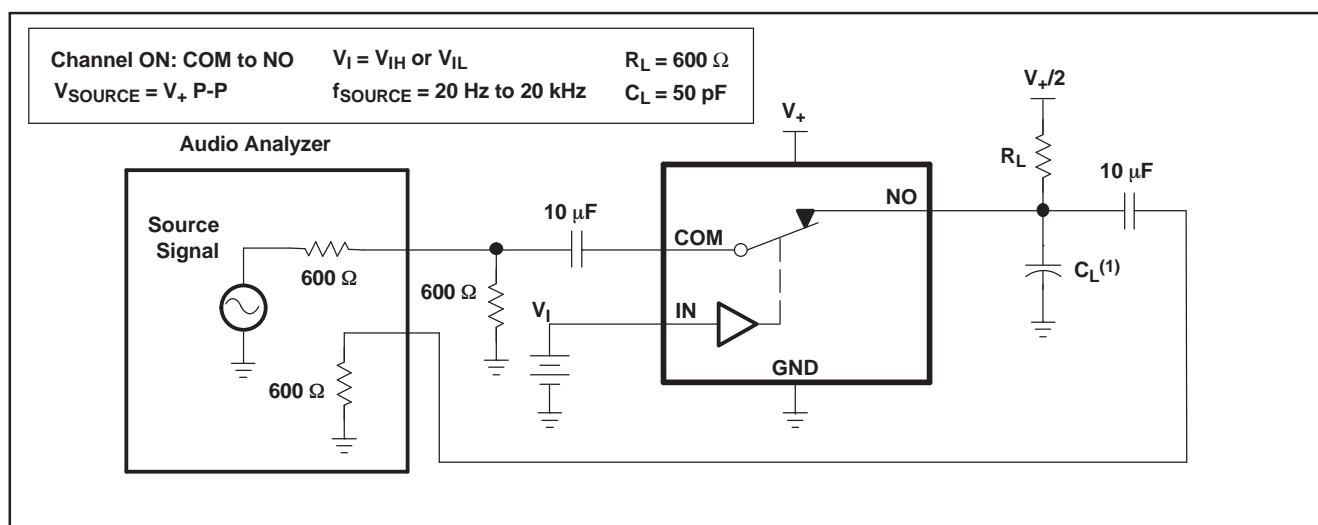 Channel ON: COM to NO V_I = V_IH or V_IL R_L = 600 Ω
V_SOURCE = V_+ P-P f_SOURCE = 20 Hz to 20 kHz C_L = 50 pF
Audio Analyzer
Source
Signal
600 Ω
600 Ω
600 Ω
10 μF
V_I
V_+
COM
IN
NO
GND
V_+/2
R_L
10 μF
C_L(1)